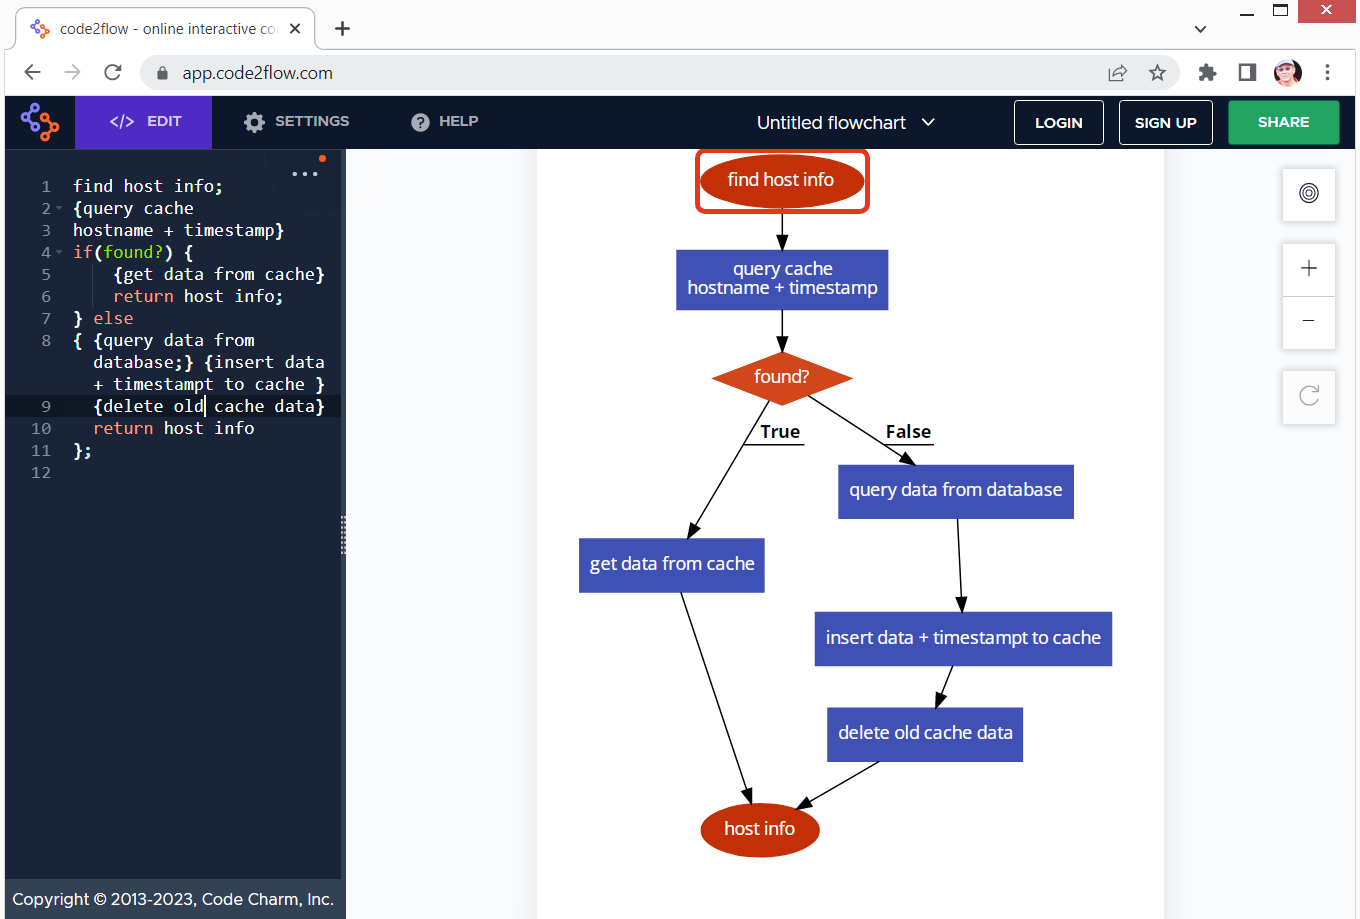 code2flow - online interactive co
app.code2flow.com
</> EDIT
SETTINGS
? HELP
Untitled flowchart
LOGIN
SIGN UP
SHARE
1 find host info;
2 {query cache
3 hostname + timestamp}
4 if(found?) {
5 {get data from cache}
6 return host info;
7 } else
8 { {query data from
database;} {insert data
+ timestampt to cache }
9 {delete old cache data}
10 return host info
11 };
12
Copyright © 2013-2023, Code Charm, Inc.
find host info
query cache
hostname + timestamp
found?
True
False
query data from database
get data from cache
insert data + timestampt to cache
delete old cache data
host info